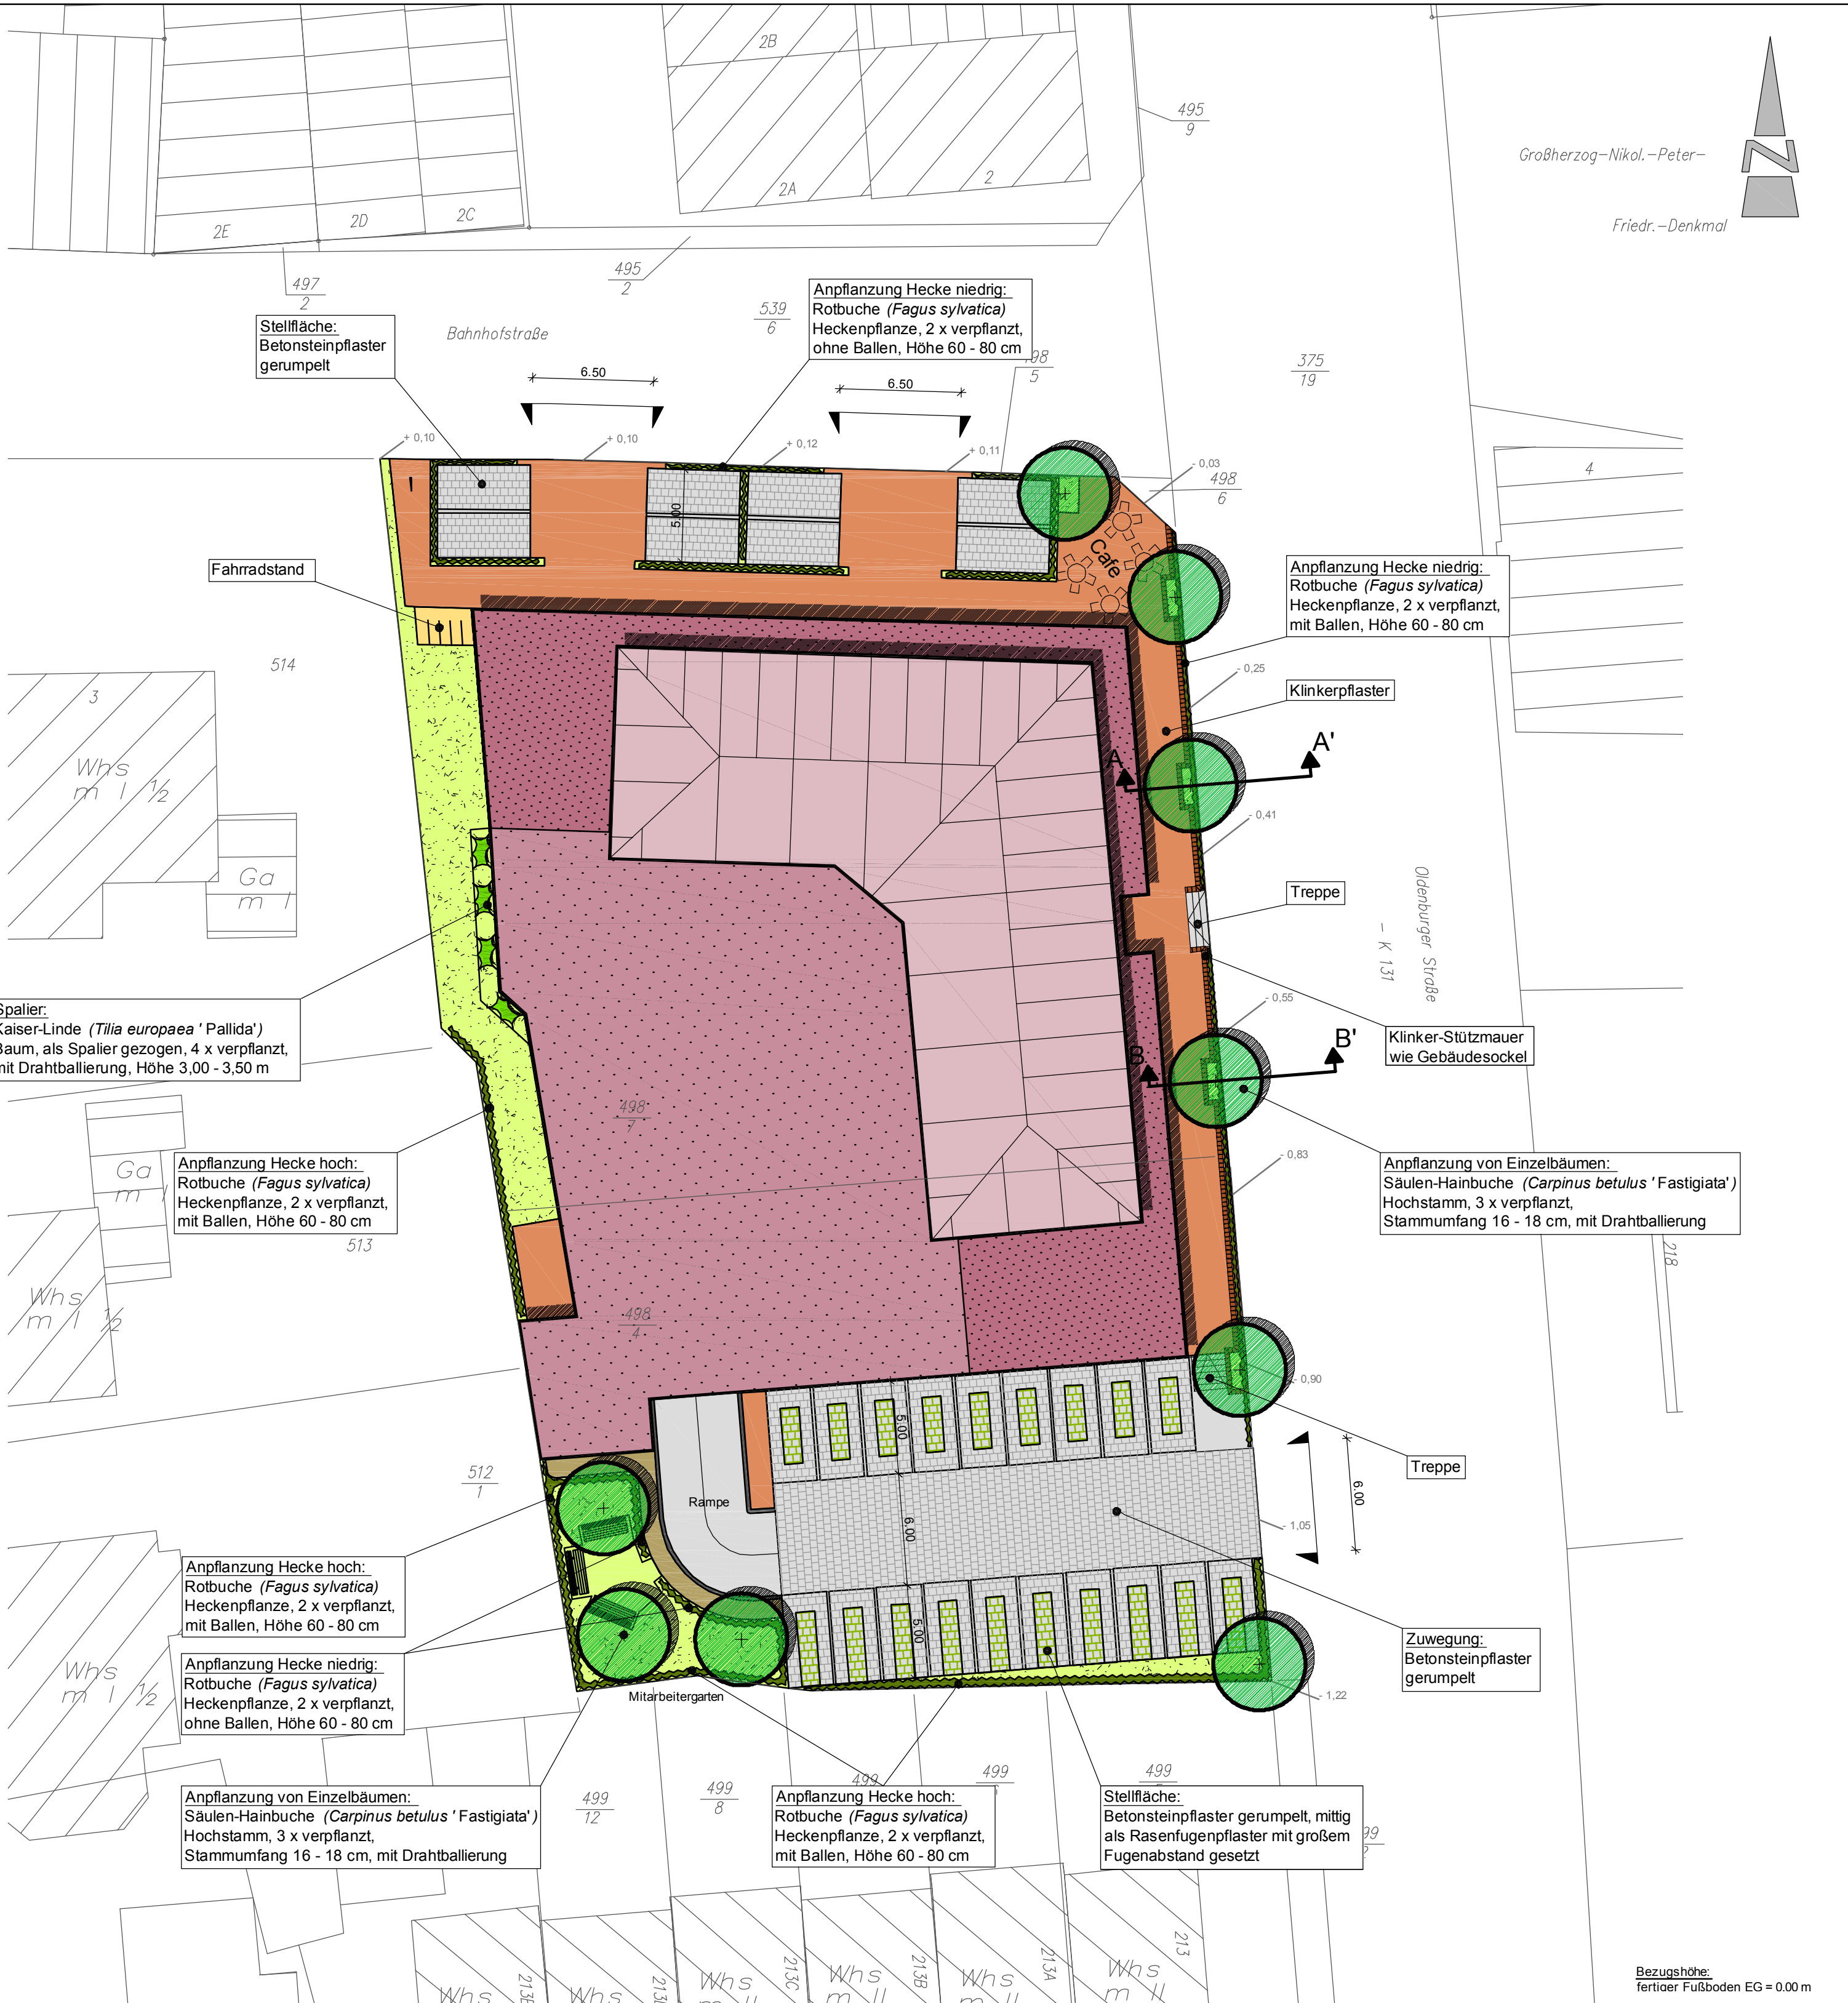 2B
2A
2
2E
2D
2C
495
9
Großherzog-Nikol.-Peter-
Friedr.-Denkmal
N
497
2
495
2
539
6
Bahnhofstraße
Stellfläche:
Betonsteinpflaster
gerumpelt
Anpflanzung Hecke niedrig:
Rotbuche (Fagus sylvatica)
Heckenpflanze, 2 x verpflanzt,
ohne Ballen, Höhe 60 - 80 cm
5
375
19
6.50
6.50
+ 0,10
+ 0,10
+ 0,12
+ 0,11
- 0,03
498
6
4
5.00
Cafe
Fahrradstand
Anpflanzung Hecke niedrig:
Rotbuche (Fagus sylvatica)
Heckenpflanze, 2 x verpflanzt,
mit Ballen, Höhe 60 - 80 cm
514
3
- 0,25
Klinkerpflaster
A
A'
Whs
m I 1/2
- 0,41
Ga
m I
Treppe
Oldenburger Straße
- K 131
Spalier:
Kaiser-Linde (Tilia europaea ' Pallida')
Baum, als Spalier gezogen, 4 x verpflanzt,
mit Drahtballierung, Höhe 3,00 - 3,50 m
- 0,55
B
B'
Klinker-Stützmauer
wie Gebäudesockel
498
7
Ga
m I
Anpflanzung Hecke hoch:
Rotbuche (Fagus sylvatica)
Heckenpflanze, 2 x verpflanzt,
mit Ballen, Höhe 60 - 80 cm
- 0,83
Anpflanzung von Einzelbäumen:
Säulen-Hainbuche (Carpinus betulus ' Fastigiata')
Hochstamm, 3 x verpflanzt,
Stammumfang 16 - 18 cm, mit Drahtballierung
513
218
Whs
m I 1/2
498
4
- 0,90
5.00
Treppe
512
1
Rampe
6.00
6.00
- 1,05
Anpflanzung Hecke hoch:
Rotbuche (Fagus sylvatica)
Heckenpflanze, 2 x verpflanzt,
mit Ballen, Höhe 60 - 80 cm
5.00
Zuwegung:
Betonsteinpflaster
gerumpelt
Anpflanzung Hecke niedrig:
Rotbuche (Fagus sylvatica)
Heckenpflanze, 2 x verpflanzt,
ohne Ballen, Höhe 60 - 80 cm
Whs
m I 1/2
Mitarbeitergarten
- 1,22
499
12
499
8
499
499
499
Anpflanzung von Einzelbäumen:
Säulen-Hainbuche (Carpinus betulus ' Fastigiata')
Hochstamm, 3 x verpflanzt,
Stammumfang 16 - 18 cm, mit Drahtballierung
Anpflanzung Hecke hoch:
Rotbuche (Fagus sylvatica)
Heckenpflanze, 2 x verpflanzt,
mit Ballen, Höhe 60 - 80 cm
Stellfläche:
Betonsteinpflaster gerumpelt, mittig
als Rasenfugenpflaster mit großem
Fugenabstand gesetzt
213C
213B
213A
213
Whs
Whs
Whs
m II
Whs
m II
Whs
m II
Whs
m II
Bezugshöhe:
fertiger Fußboden EG = 0.00 m